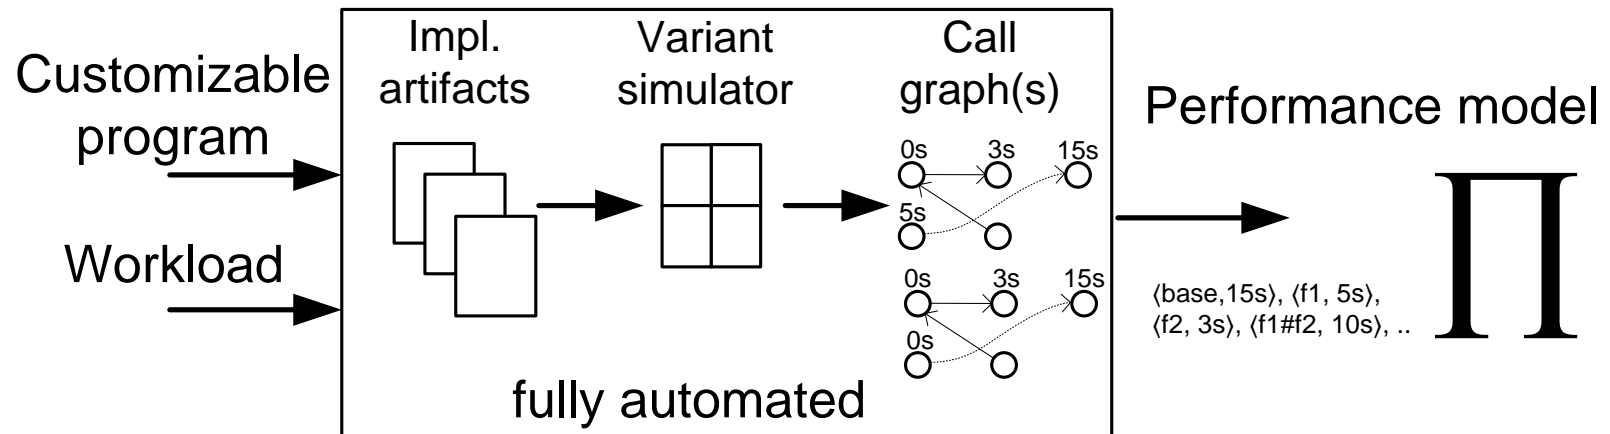 Customizable
program
Workload
Impl.
artifacts
Variant
simulator
Call
graph(s)
0s 3s 15s
5s
0s 3s 15s
0s
fully automated
Performance model
⟨base,15s⟩, ⟨f1, 5s⟩,
⟨f2, 3s⟩, ⟨f1#f2, 10s⟩, ..
∏